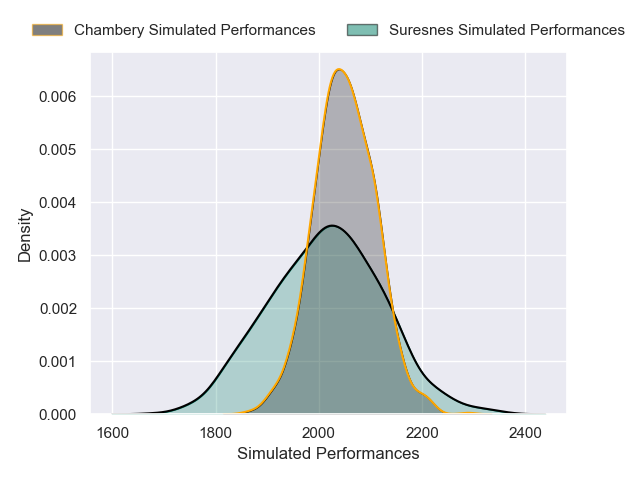 Chambery Simulated Performances Suresnes Simulated Performances
0.006
0.005
0.004
0.003
0.002
0.001
0.000
Density
1600 1800 2000 2200 2400
Simulated Performances